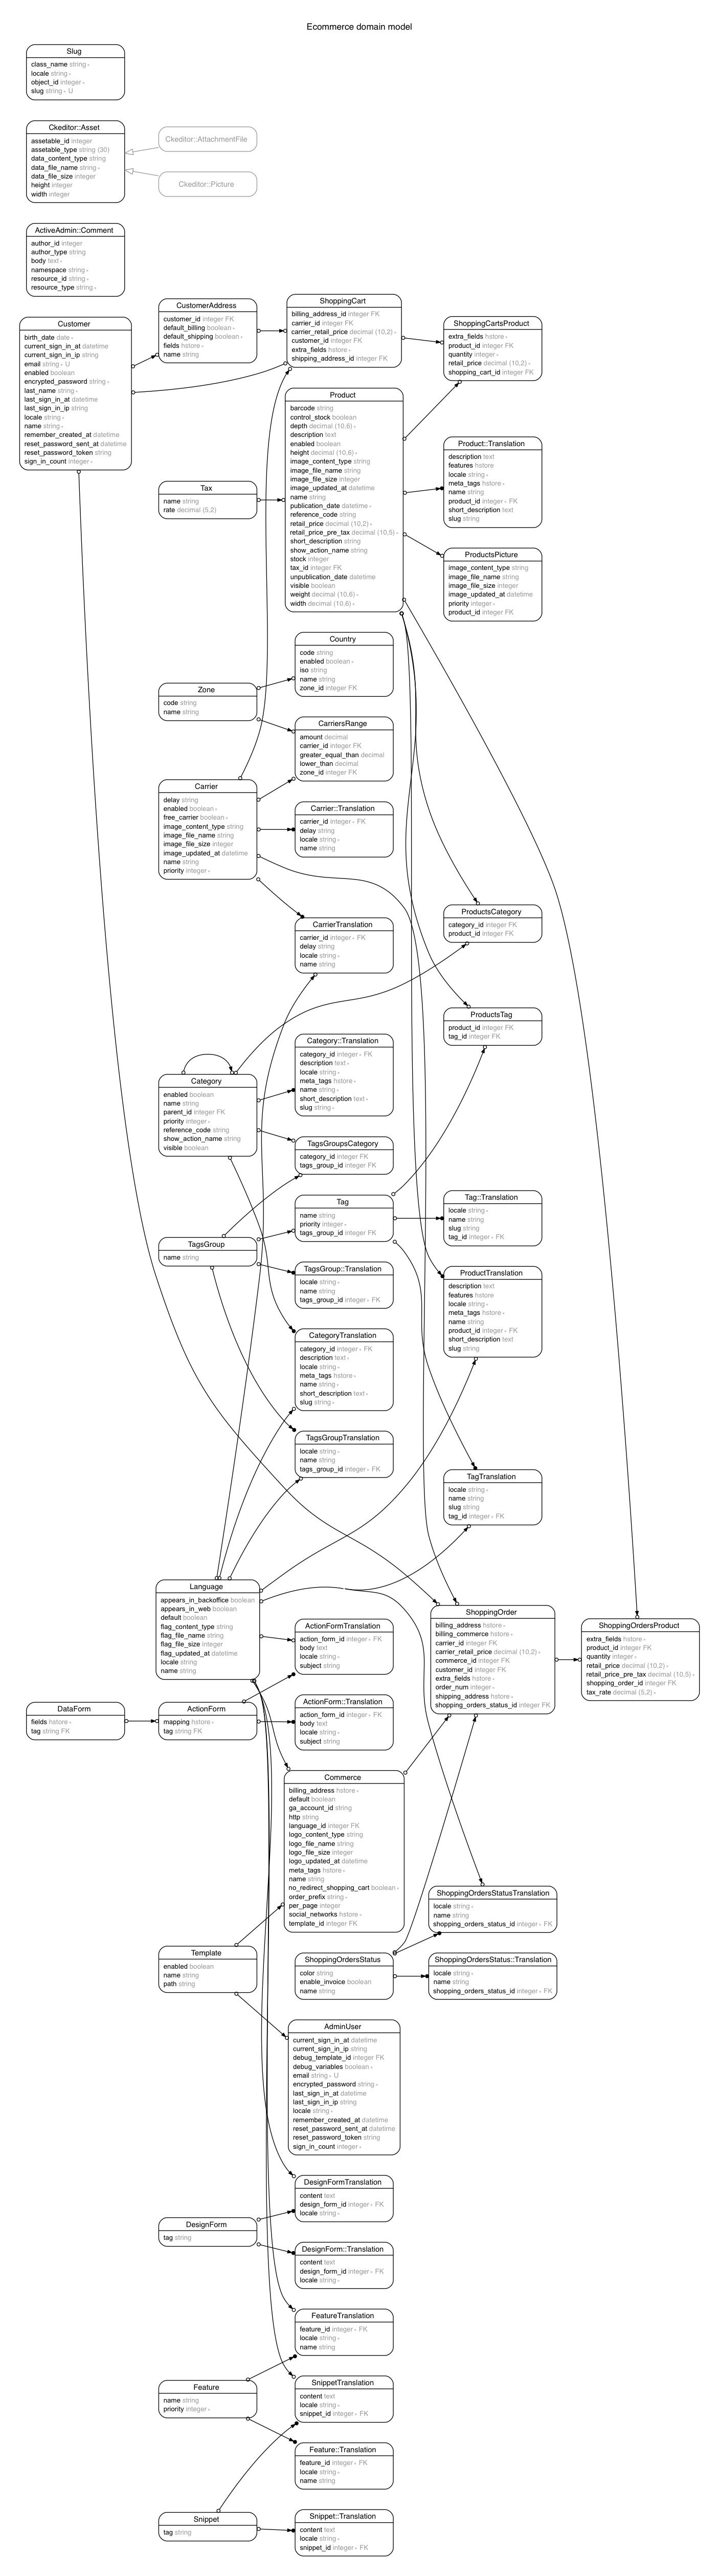 Ecommerce domain model
Slug
class_name string ∗
locale string ∗
object_id integer ∗
slug string ∗ U
Ckeditor::Asset
assetable_id integer
assetable_type string (30)
data_content_type string
data_file_name string ∗
data_file_size integer
height integer
width integer
Ckeditor::AttachmentFile
Ckeditor::Picture
ActiveAdmin::Comment
author_id integer
author_type string
body text ∗
namespace string ∗
resource_id string ∗
resource_type string ∗
Customer
birth_date date ∗
current_sign_in_at datetime
current_sign_in_ip string
email string ∗ U
enabled boolean
encrypted_password string ∗
last_name string ∗
last_sign_in_at datetime
last_sign_in_ip string
locale string ∗
name string ∗
remember_created_at datetime
reset_password_sent_at datetime
reset_password_token string
sign_in_count integer ∗
CustomerAddress
customer_id integer FK
default_billing boolean ∗
default_shipping boolean ∗
fields hstore ∗
name string
ShoppingCart
billing_address_id integer FK
carrier_id integer FK
carrier_retail_price decimal (10,2) ∗
customer_id integer FK
extra_fields hstore ∗
shipping_address_id integer FK
ShoppingCartsProduct
extra_fields hstore ∗
product_id integer FK
quantity integer ∗
retail_price decimal (10,2) ∗
shopping_cart_id integer FK
Tax
name string
rate decimal (5,2)
Product
barcode string
control_stock boolean
depth decimal (10,6) ∗
description text
enabled boolean
height decimal (10,6) ∗
image_content_type string
image_file_name string
image_file_size integer
image_updated_at datetime
name string
publication_date datetime ∗
reference_code string
retail_price decimal (10,2) ∗
retail_price_pre_tax decimal (10,5) ∗
short_description string
show_action_name string
stock integer
tax_id integer FK
unpublication_date datetime
visible boolean
weight decimal (10,6) ∗
width decimal (10,6) ∗
Product::Translation
description text
features hstore
locale string ∗
meta_tags hstore ∗
name string
product_id integer ∗ FK
short_description text
slug string
ProductsPicture
image_content_type string
image_file_name string
image_file_size integer
image_updated_at datetime
priority integer ∗
product_id integer FK
Zone
code string
name string
Country
code string
enabled boolean ∗
iso string
name string
zone_id integer FK
CarriersRange
amount decimal
carrier_id integer FK
greater_equal_than decimal
lower_than decimal
zone_id integer FK
Carrier
delay string
enabled boolean ∗
free_carrier boolean ∗
image_content_type string
image_file_name string
image_file_size integer
image_updated_at datetime
name string
priority integer ∗
Carrier::Translation
carrier_id integer ∗ FK
delay string
locale string ∗
name string
CarrierTranslation
carrier_id integer ∗ FK
delay string
locale string ∗
name string
ProductsCategory
category_id integer FK
product_id integer FK
ProductsTag
product_id integer FK
tag_id integer FK
Category
enabled boolean
name string
parent_id integer FK
priority integer ∗
reference_code string
show_action_name string
visible boolean
Category::Translation
category_id integer ∗ FK
description text ∗
locale string ∗
meta_tags hstore ∗
name string ∗
short_description text ∗
slug string ∗
TagsGroupsCategory
category_id integer FK
tags_group_id integer FK
TagsGroup
name string
Tag
name string
priority integer ∗
tags_group_id integer FK
Tag::Translation
locale string ∗
name string
slug string
tag_id integer ∗ FK
TagsGroup::Translation
locale string ∗
name string
tags_group_id integer ∗ FK
ProductTranslation
description text
features hstore
locale string ∗
meta_tags hstore ∗
name string
product_id integer ∗ FK
short_description text
slug string
CategoryTranslation
category_id integer ∗ FK
description text ∗
locale string ∗
meta_tags hstore ∗
name string ∗
short_description text ∗
slug string ∗
TagsGroupTranslation
locale string ∗
name string
tags_group_id integer ∗ FK
TagTranslation
locale string ∗
name string
slug string
tag_id integer ∗ FK
Language
appears_in_backoffice boolean
appears_in_web boolean
default boolean
flag_content_type string
flag_file_name string
flag_file_size integer
flag_updated_at datetime
locale string
name string
ShoppingOrder
billing_address hstore ∗
billing_commerce hstore ∗
carrier_id integer FK
carrier_retail_price decimal (10,2) ∗
commerce_id integer FK
customer_id integer FK
extra_fields hstore ∗
order_num integer ∗
shipping_address hstore ∗
shopping_orders_status_id integer FK
ShoppingOrdersProduct
extra_fields hstore ∗
product_id integer FK
quantity integer ∗
retail_price decimal (10,2) ∗
retail_price_pre_tax decimal (10,5) ∗
shopping_order_id integer FK
tax_rate decimal (5,2) ∗
ActionFormTranslation
action_form_id integer ∗ FK
body text
locale string ∗
subject string
DataForm
fields hstore ∗
tag string FK
ActionForm
mapping hstore ∗
tag string FK
ActionForm::Translation
action_form_id integer ∗ FK
body text
locale string ∗
subject string
Commerce
billing_address hstore ∗
default boolean
ga_account_id string
http string
language_id integer FK
logo_content_type string
logo_file_name string
logo_file_size integer
logo_updated_at datetime
meta_tags hstore ∗
name string
no_redirect_shopping_cart boolean ∗
order_prefix string ∗
per_page integer
social_networks hstore ∗
template_id integer FK
ShoppingOrdersStatusTranslation
locale string ∗
name string
shopping_orders_status_id integer ∗ FK
Template
enabled boolean
name string
path string
ShoppingOrdersStatus
color string
enable_invoice boolean
name string
ShoppingOrdersStatus::Translation
locale string ∗
name string
shopping_orders_status_id integer ∗ FK
AdminUser
current_sign_in_at datetime
current_sign_in_ip string
debug_template_id integer FK
debug_variables boolean ∗
email string ∗ U
encrypted_password string ∗
last_sign_in_at datetime
last_sign_in_ip string
locale string ∗
remember_created_at datetime
reset_password_sent_at datetime
reset_password_token string
sign_in_count integer ∗
DesignFormTranslation
content text
design_form_id integer ∗ FK
locale string ∗
DesignForm
tag string
DesignForm::Translation
content text
design_form_id integer ∗ FK
locale string ∗
FeatureTranslation
feature_id integer ∗ FK
locale string ∗
name string
Feature
name string
priority integer ∗
SnippetTranslation
content text
locale string ∗
snippet_id integer ∗ FK
Feature::Translation
feature_id integer ∗ FK
locale string ∗
name string
Snippet
tag string
Snippet::Translation
content text
locale string ∗
snippet_id integer ∗ FK